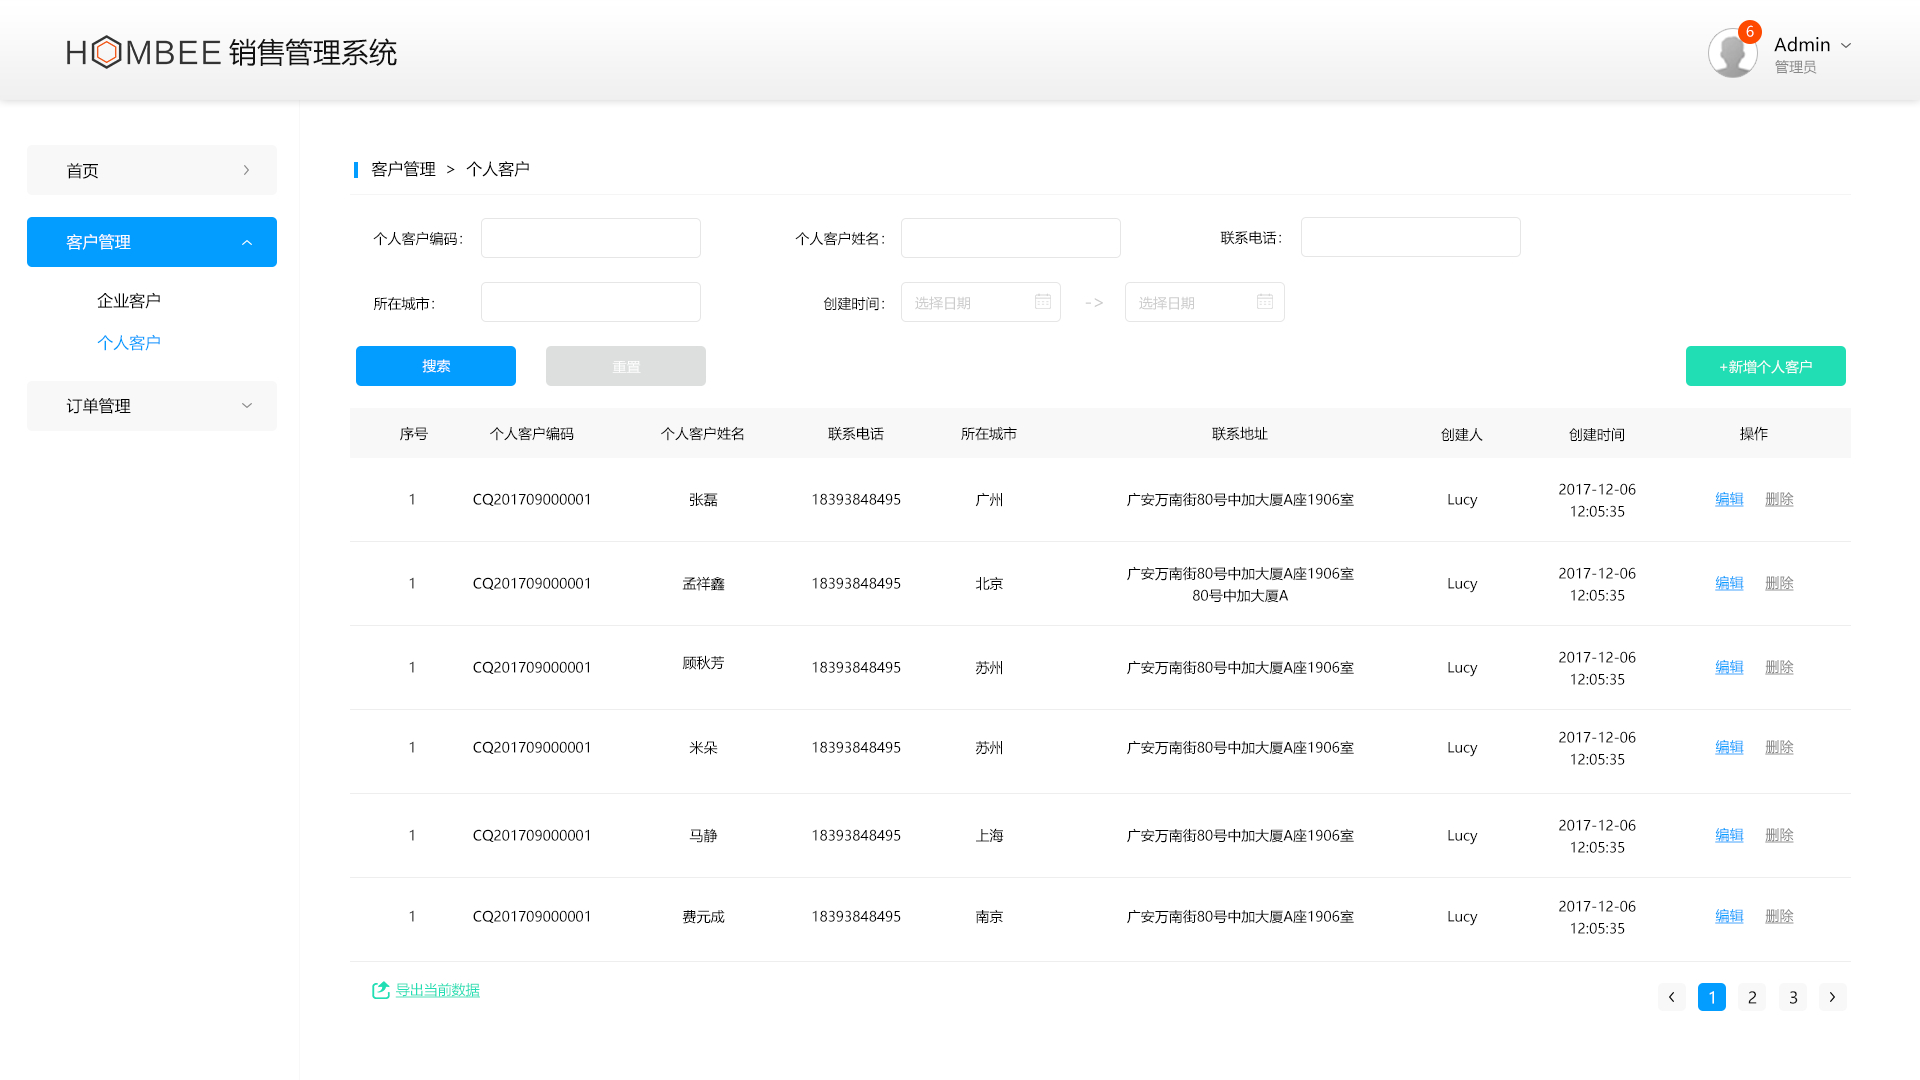 HOMBEE 销售管理系统
6
Admin
管理员
首页
客户管理
企业客户
个人客户
订单管理
客户管理 > 个人客户
个人客户编码：
个人客户姓名：
联系电话：
所在城市：
创建时间：
选择日期
->
选择日期
搜索
重置
+新增个人客户
序号 个人客户编码 个人客户姓名 联系电话 所在城市 联系地址 创建人 创建时间 操作
1 CQ201709000001 张磊 18393848495 广州 广安万南街80号中加大厦A座1906室 Lucy 2017-12-06
12:05:35
编辑 删除
1 CQ201709000001 孟祥鑫 18393848495 北京 广安万南街80号中加大厦A座1906室
80号中加大厦A
Lucy 2017-12-06
12:05:35
编辑 删除
1 CQ201709000001 顾秋芳 18393848495 苏州 广安万南街80号中加大厦A座1906室 Lucy 2017-12-06
12:05:35
编辑 删除
1 CQ201709000001 米朵 18393848495 苏州 广安万南街80号中加大厦A座1906室 Lucy 2017-12-06
12:05:35
编辑 删除
1 CQ201709000001 马静 18393848495 上海 广安万南街80号中加大厦A座1906室 Lucy 2017-12-06
12:05:35
编辑 删除
1 CQ201709000001 费元成 18393848495 南京 广安万南街80号中加大厦A座1906室 Lucy 2017-12-06
12:05:35
编辑 删除
导出当前数据
< 1 2 3 >